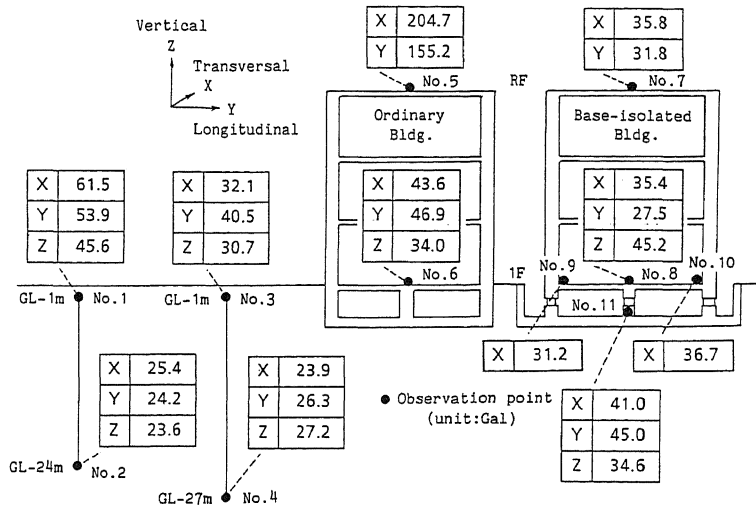 Vertical
Z
Transversal
X
Y
Longitudinal
X 204.7
Y 155.2
No.5
RF
X 35.8
Y 31.8
No.7
Ordinary
Bldg.
Base-isolated
Bldg.
X 61.5
Y 53.9
Z 45.6
X 32.1
Y 40.5
Z 30.7
X 43.6
Y 46.9
Z 34.0
X 35.4
Y 27.5
Z 45.2
GL-1m No.1
GL-1m No.3
No.6
1F
No.9
No.8
No.10
No.11
X 31.2
X 36.7
X 25.4
Y 24.2
Z 23.6
X 23.9
Y 26.3
Z 27.2
Observation point
(unit:Gal)
X 41.0
Y 45.0
Z 34.6
GL-24m No.2
GL-27m No.4